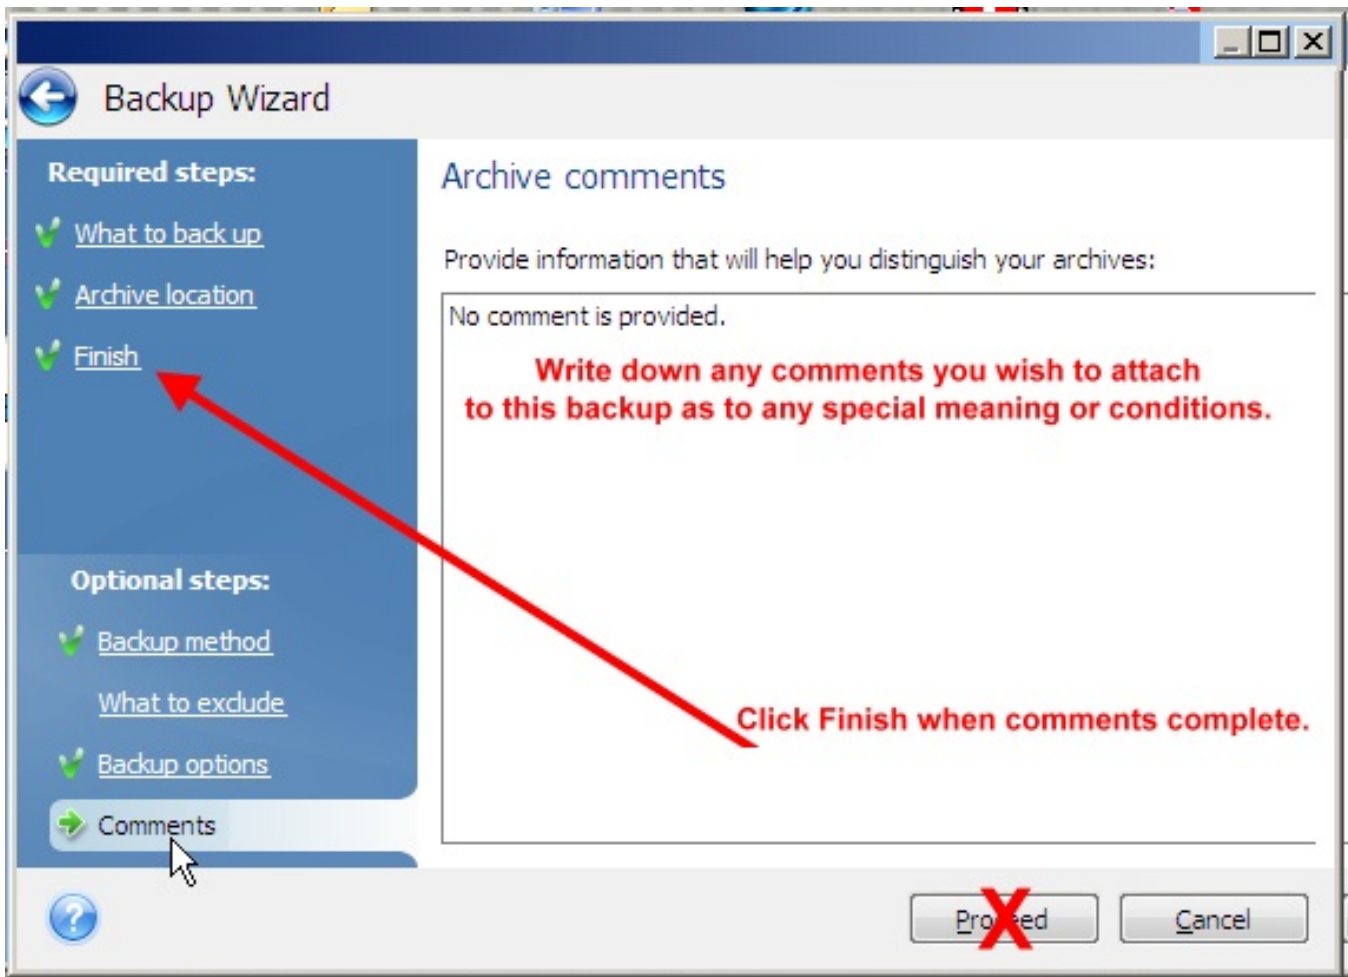 Backup Wizard
Required steps:
What to back up
Archive location
Finish
Optional steps:
Backup method
What to exclude
Backup options
Comments
Archive comments
Provide information that will help you distinguish your archives:
No comment is provided.
Write down any comments you wish to attach
to this backup as to any special meaning or conditions.
Click Finish when comments complete.
X
Cancel